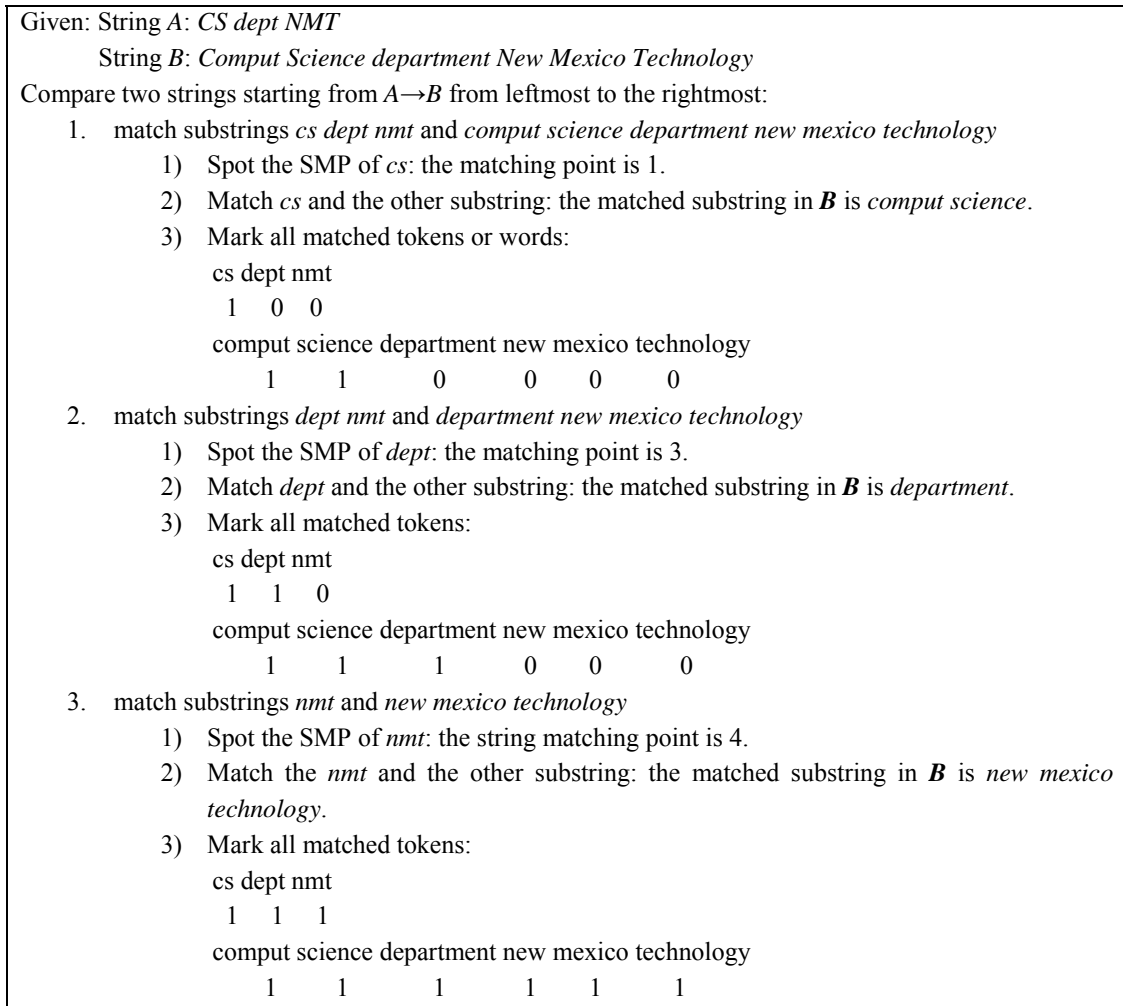 Given: String A: CS dept NMT
String B: Comput Science department New Mexico Technology
Compare two strings starting from A→B from leftmost to the rightmost:
1. match substrings cs dept nmt and comput science department new mexico technology
1) Spot the SMP of cs: the matching point is 1.
2) Match cs and the other substring: the matched substring in B is comput science.
3) Mark all matched tokens or words:
cs dept nmt
1 0 0
comput science department new mexico technology
1 1 0 0 0 0
2. match substrings dept nmt and department new mexico technology
1) Spot the SMP of dept: the matching point is 3.
2) Match dept and the other substring: the matched substring in B is department.
3) Mark all matched tokens:
cs dept nmt
1 1 0
comput science department new mexico technology
1 1 1 0 0 0
3. match substrings nmt and new mexico technology
1) Spot the SMP of nmt: the string matching point is 4.
2) Match the nmt and the other substring: the matched substring in B is new mexico
technology.
3) Mark all matched tokens:
cs dept nmt
1 1 1
comput science department new mexico technology
1 1 1 1 1 1